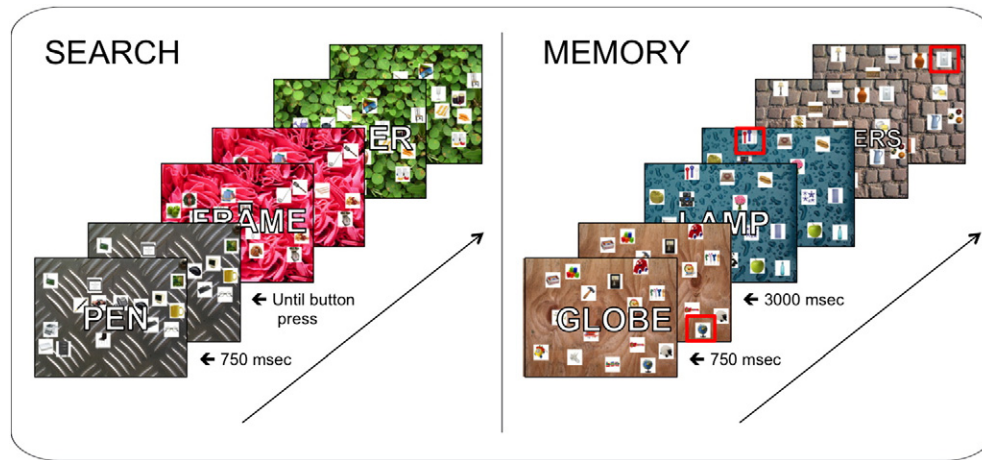 SEARCH
ER
FRAME
PEN
← Until button
press
← 750 msec
MEMORY
ERS
LAMP
GLOBE
← 3000 msec
← 750 msec